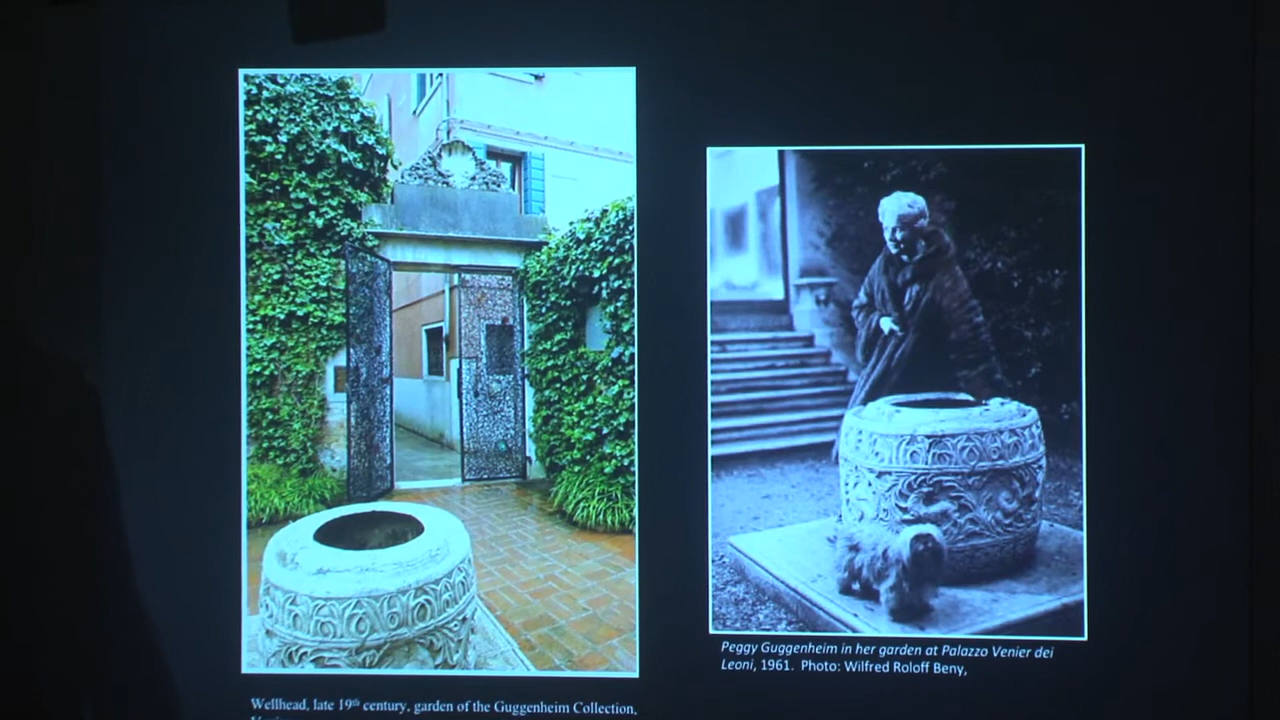 Wellhead, late 19th century, garden of the Guggenheim Collection,
Peggy Guggenheim in her garden at Palazzo Venier dei
Leoni, 1961.  Photo: Wilfred Roloff Beny,